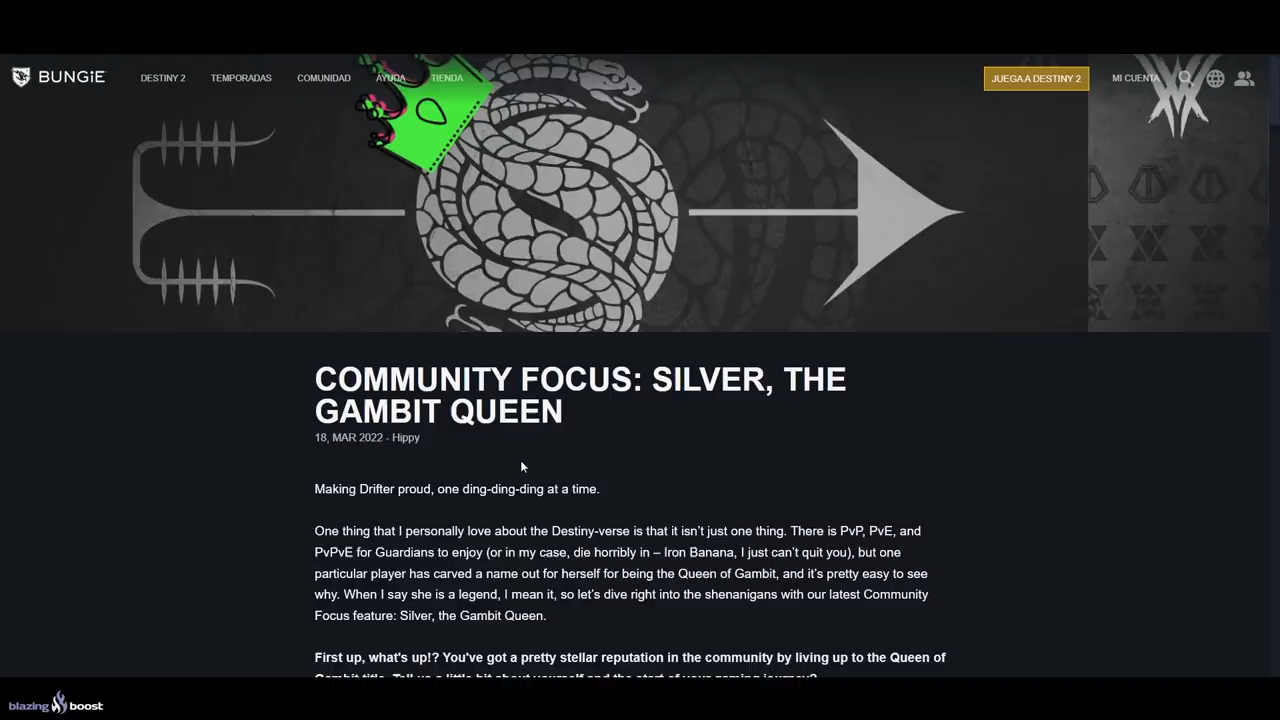 BUNGiE
DESTINY 2
TEMPORADAS
COMUNIDAD
AYUDA
TIENDA
JUEGA A DESTINY 2
MI CUENTA
COMMUNITY FOCUS: SILVER, THE
GAMBIT QUEEN
18, MAR 2022 - Hippy
Making Drifter proud, one ding-ding-ding at a time.
One thing that I personally love about the Destiny-verse is that it isn't just one thing. There is PvP, PvE, and
PvPvE for Guardians to enjoy (or in my case, die horribly in – Iron Banana, I just can't quit you), but one
particular player has carved a name out for herself for being the Queen of Gambit, and it's pretty easy to see
why. When I say she is a legend, I mean it, so let's dive right into the shenanigans with our latest Community
Focus feature: Silver, the Gambit Queen.
First up, what's up!? You've got a pretty stellar reputation in the community by living up to the Queen of
Gambit title. Tell us a little bit about yourself and the start of your gaming journey?
blazing boost